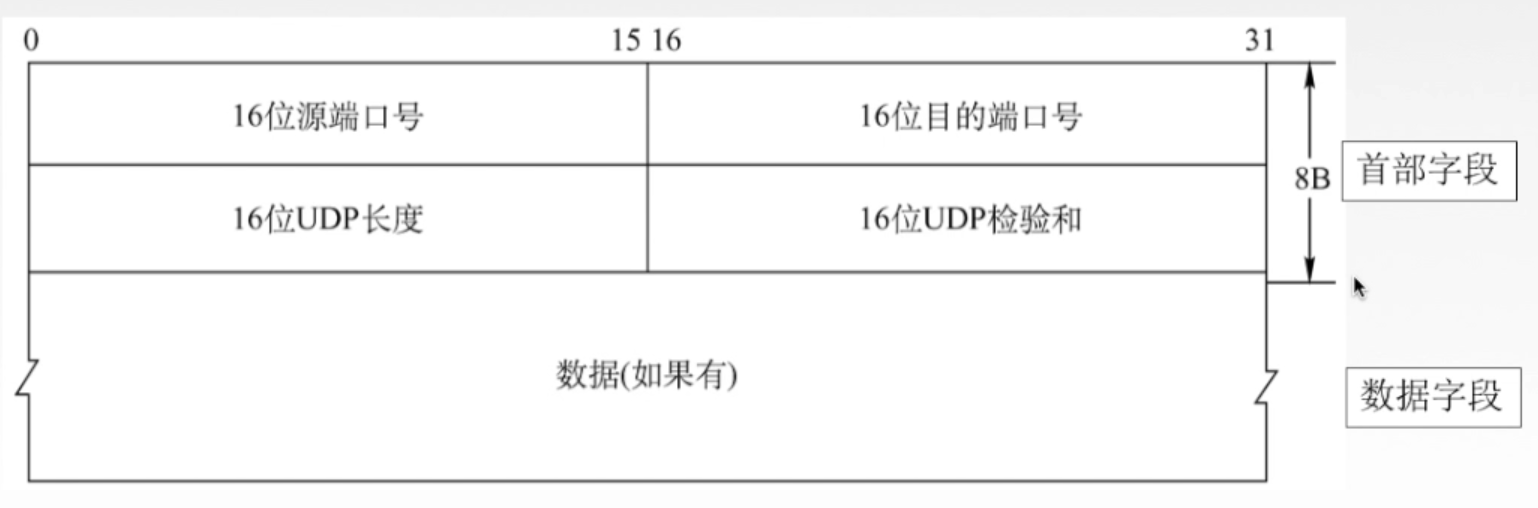 0 15 16 31
16位源端口号 16位目的端口号
8B 首部字段
16位UDP长度 16位UDP检验和
数据(如果有)
数据字段